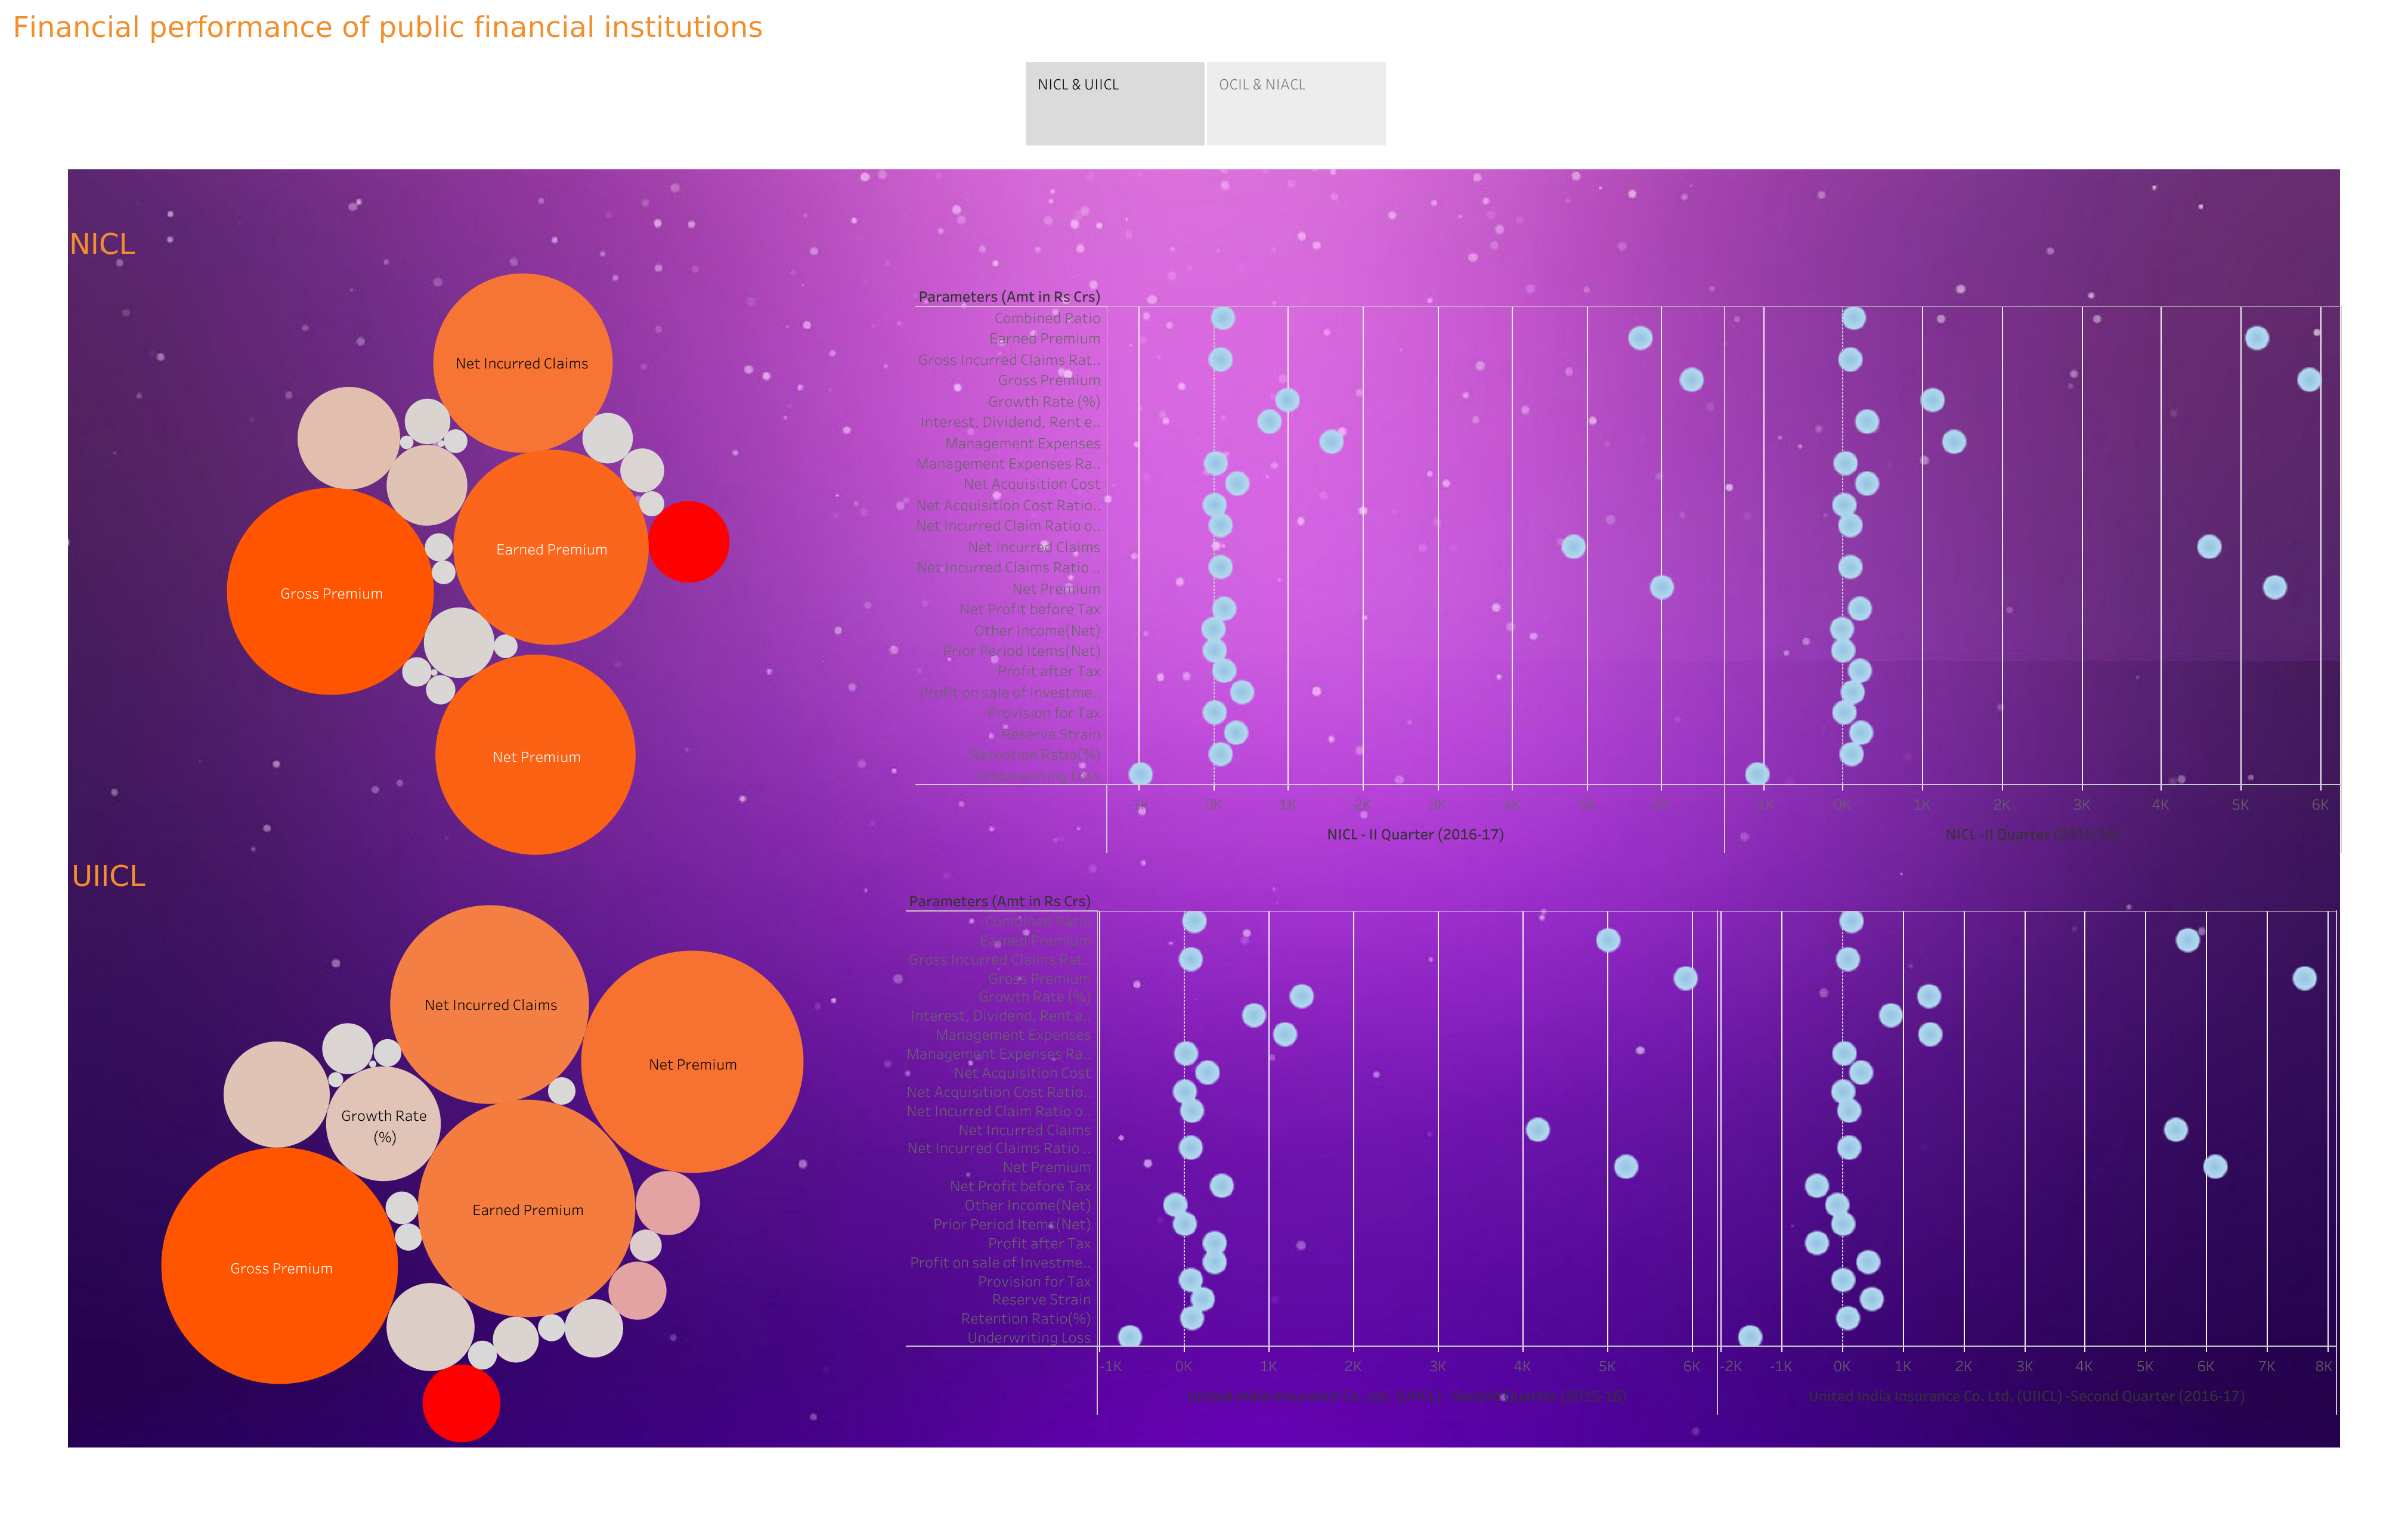 Financial performance of public financial institutions
NICL & UIICL
OCIL & NIACL
NICL
Net Incurred Claims
Earned Premium
Gross Premium
Net Premium
Parameters (Amt in Rs Crs)
Combined Ratio
Earned Premium
Gross Incurred Claims Rat..
Gross Premium
Growth Rate (%)
Interest, Dividend, Rent e..
Management Expenses
Management Expenses Ra..
Net Acquisition Cost
Net Acquisition Cost Ratio..
Net Incurred Claim Ratio o..
Net Incurred Claims
Net Incurred Claims Ratio ..
Net Premium
Net Profit before Tax
Other Income(Net)
Prior Period Items(Net)
Profit after Tax
Profit on sale of Investme..
Provision for Tax
Reserve Strain
Retention Ratio(%)
Underwriting Loss
-1K 0K 1K 2K 3K 4K 5K 6K -1K 0K 1K 2K 3K 4K 5K 6K
NICL - II Quarter (2016-17)
NICL -II Quarter (2015-16)
UIICL
Net Incurred Claims
Net Premium
Growth Rate
(%)
Earned Premium
Gross Premium
Parameters (Amt in Rs Crs)
Combined Ratio
Earned Premium
Gross Incurred Claims Rat..
Gross Premium
Growth Rate (%)
Interest, Dividend, Rent e..
Management Expenses
Management Expenses Ra..
Net Acquisition Cost
Net Acquisition Cost Ratio..
Net Incurred Claim Ratio o..
Net Incurred Claims
Net Incurred Claims Ratio ..
Net Premium
Net Profit before Tax
Other Income(Net)
Prior Period Items(Net)
Profit after Tax
Profit on sale of Investme..
Provision for Tax
Reserve Strain
Retention Ratio(%)
Underwriting Loss
-1K 0K 1K 2K 3K 4K 5K 6K -2K -1K 0K 1K 2K 3K 4K 5K 6K 7K 8K
United India Insurance Co. Ltd. (UIICL) -Second Quarter (2015-16)
United India Insurance Co. Ltd. (UIICL) -Second Quarter (2016-17)